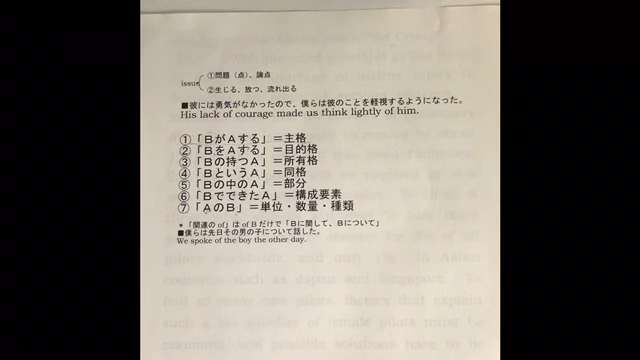 issue
①問題（点）、論点
②生じる、放つ、流れ出る
■彼には勇気がなかったので、僕らは彼のことを軽視するようになった。
His lack of courage made us think lightly of him.
①「ＢがＡする」＝主格
②「ＢをＡする」＝目的格
③「Ｂの持つＡ」＝所有格
④「ＢというＡ」＝同格
⑤「Ｂの中のＡ」＝部分
⑥「ＢでできたＡ」＝構成要素
⑦「ＡのＢ」＝単位・数量・種類
＊「関連の of」は of B だけで「Ｂに関して、Ｂについて」
■僕らは先日その男の子について話した。
We spoke of the boy the other day.